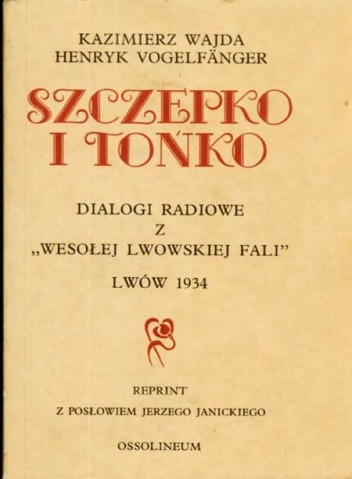 KAZIMIERZ WAJDA
HENRYK VOGELFÄNGER
SZCZEPKO
I TOŃKO
DIALOGI RADIOWE
Z
„WESOŁEJ LWOWSKIEJ FALI”
LWÓW 1934
REPRINT
Z POSŁOWIEM JERZEGO JANICKIEGO
OSSOLINEUM